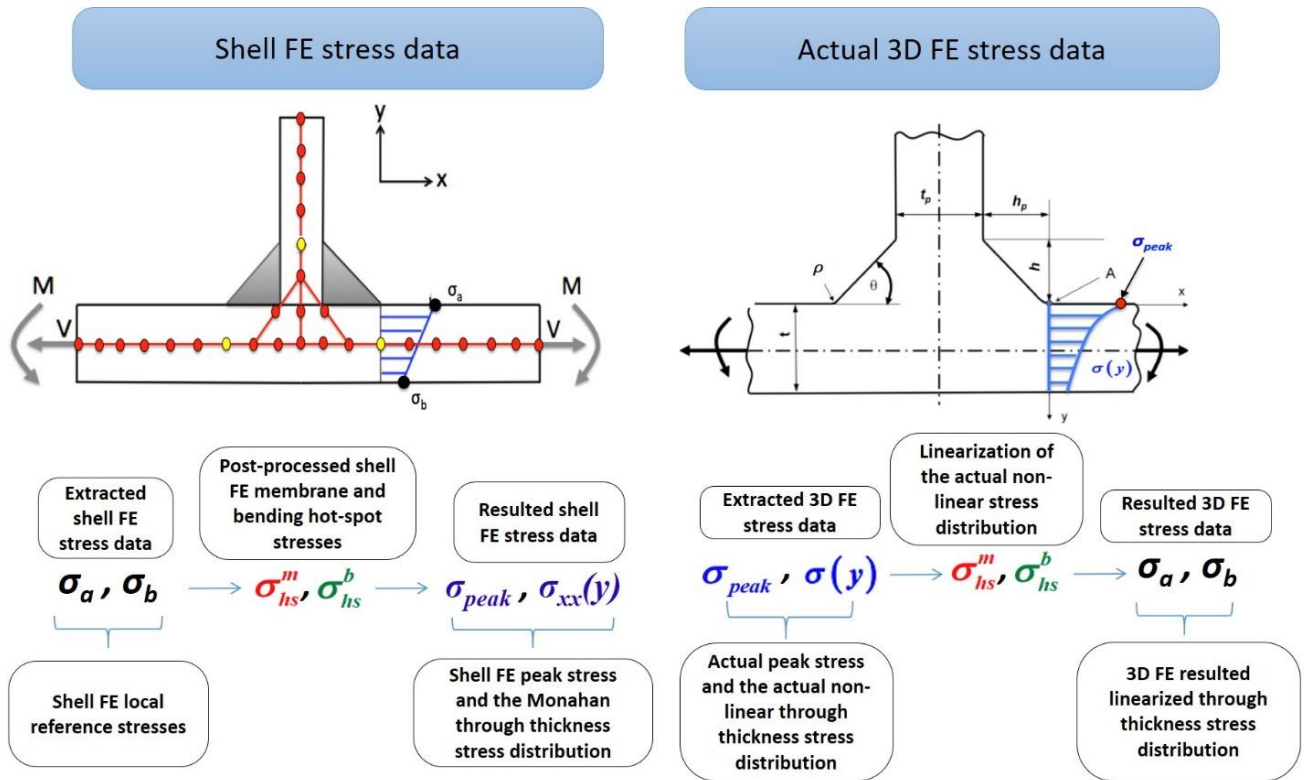 Shell FE stress data
y
x
M
V
σa
V
M
σb
Extracted
shell FE
stress data
Post-processed shell
FE membrane and
bending hot-spot
stresses
Resulted shell
FE stress data
σa , σb
σ^m_hs, σ^b_hs
σpeak , σxx(y)
Shell FE local
reference stresses
Shell FE peak stress
and the Monahan
through thickness
stress distribution
Actual 3D FE stress data
tp
hp
σpeak
ρ
θ
h
A
x
t
σ(y)
y
Extracted 3D FE
stress data
Linearization of
the actual non-
linear stress
distribution
Resulted 3D FE
stress data
σpeak , σ(y)
σ^m_hs, σ^b_hs
σa , σb
Actual peak stress
and the actual non-
linear through
thickness stress
distribution
3D FE resulted
linearized through
thickness stress
distribution